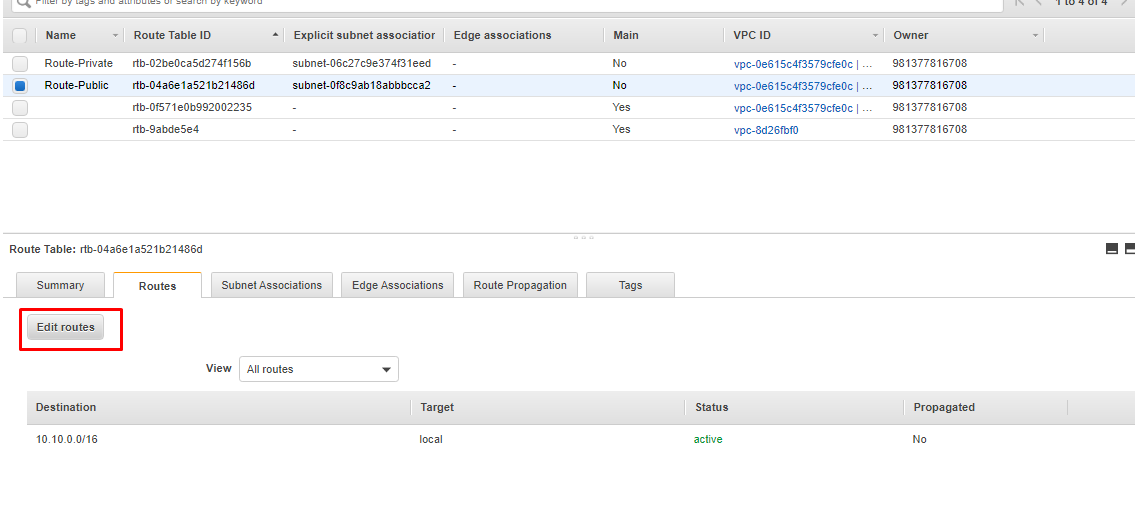 Filter by tags and attributes or search by keyword 1 to 4 of 4
Name Route Table ID Explicit subnet association Edge associations Main VPC ID Owner
Route-Private rtb-02be0ca5d274f156b subnet-06c27c9e374f31eed - No vpc-0e615c4f3579cfe0c | ... 981377816708
Route-Public rtb-04a6e1a521b21486d subnet-0f8c9ab18abbbcca2 - No vpc-0e615c4f3579cfe0c | ... 981377816708
rtb-0f571e0b992002235 - - Yes vpc-0e615c4f3579cfe0c | ... 981377816708
rtb-9abde5e4 - - Yes vpc-8d26fbf0 981377816708
Route Table: rtb-04a6e1a521b21486d
Summary Routes Subnet Associations Edge Associations Route Propagation Tags
Edit routes
View All routes
Destination Target Status Propagated
10.10.0.0/16 local active No